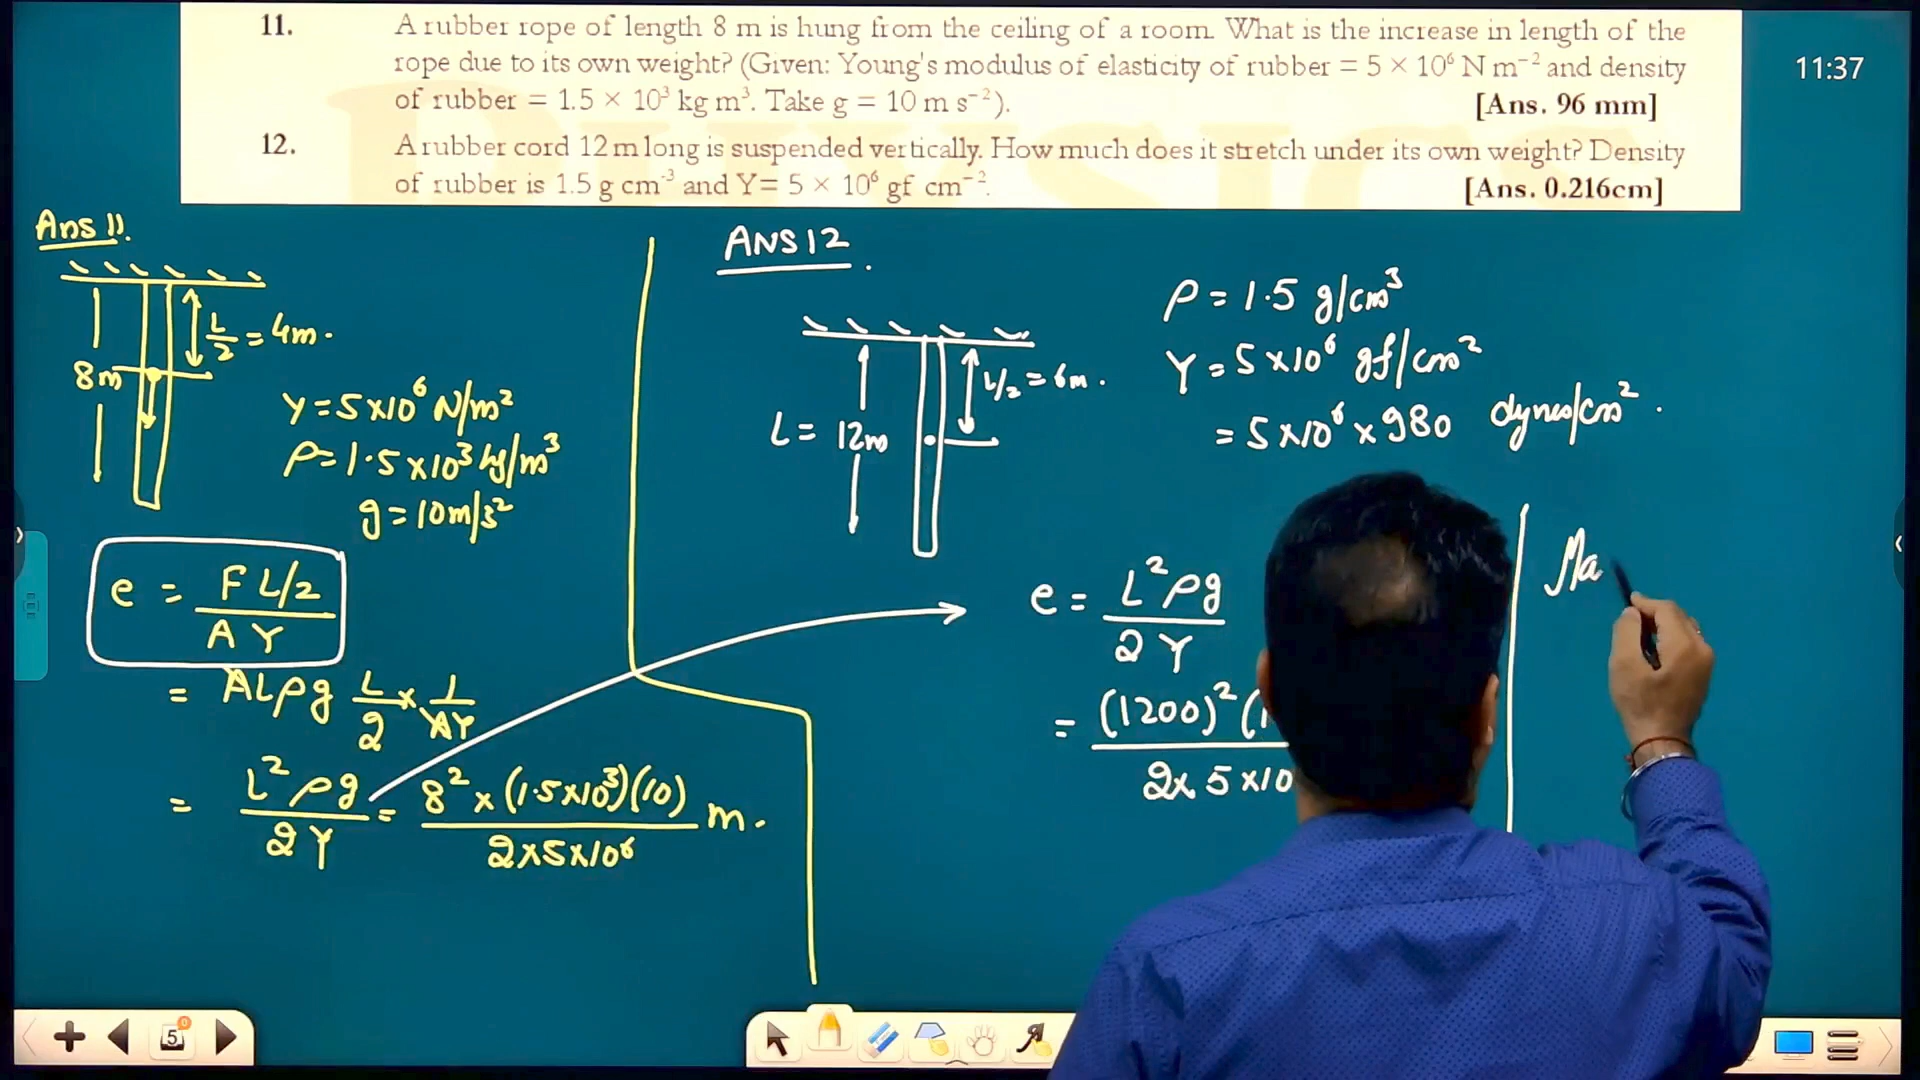 11. A rubber rope of length 8 m is hung from the ceiling of a room. What is the increase in length of the
rope due to its own weight? (Given: Young's modulus of elasticity of rubber = 5 × 10⁶ N m⁻² and density
of rubber = 1.5 × 10³ kg m³. Take g = 10 m s⁻²). [Ans. 96 mm]
12. A rubber cord 12 m long is suspended vertically. How much does it stretch under its own weight? Density
of rubber is 1.5 g cm⁻³ and Y= 5 × 10⁶ gf cm⁻². [Ans. 0.216cm]
11:37
Ans 11.
L/2 = 4m.
8m
Y = 5×10⁶ N/m²
ρ = 1.5×10³ kg/m³
g = 10m/s²
e = F L/2 / A Y
= ALρg L/2 × 1/AY
= L²ρg / 2Y = 8² × (1.5×10³)(10) / 2×5×10⁶ m.
ANS 12.
L/2 = 6m.
L = 12m
ρ = 1.5 g/cm³
Y = 5×10⁶ gf/cm²
= 5×10⁶ × 980 dynes/cm².
e = L²ρg / 2Y
= (1200)² (1 / 2×5×10
Ma
5
0